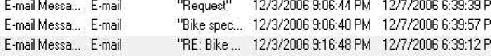 E-mail Messa... E-mail "Request" 12/3/2006 9:06:44 PM 12/7/2006 6:39:39 P
E-mail Messa... E-mail "Bike spec... 12/3/2006 9:06:40 PM 12/7/2006 6:39:57 P
E-mail Messa... E-mail "RE: Bike ... 12/3/2006 9:16:48 PM 12/7/2006 6:39:12 P